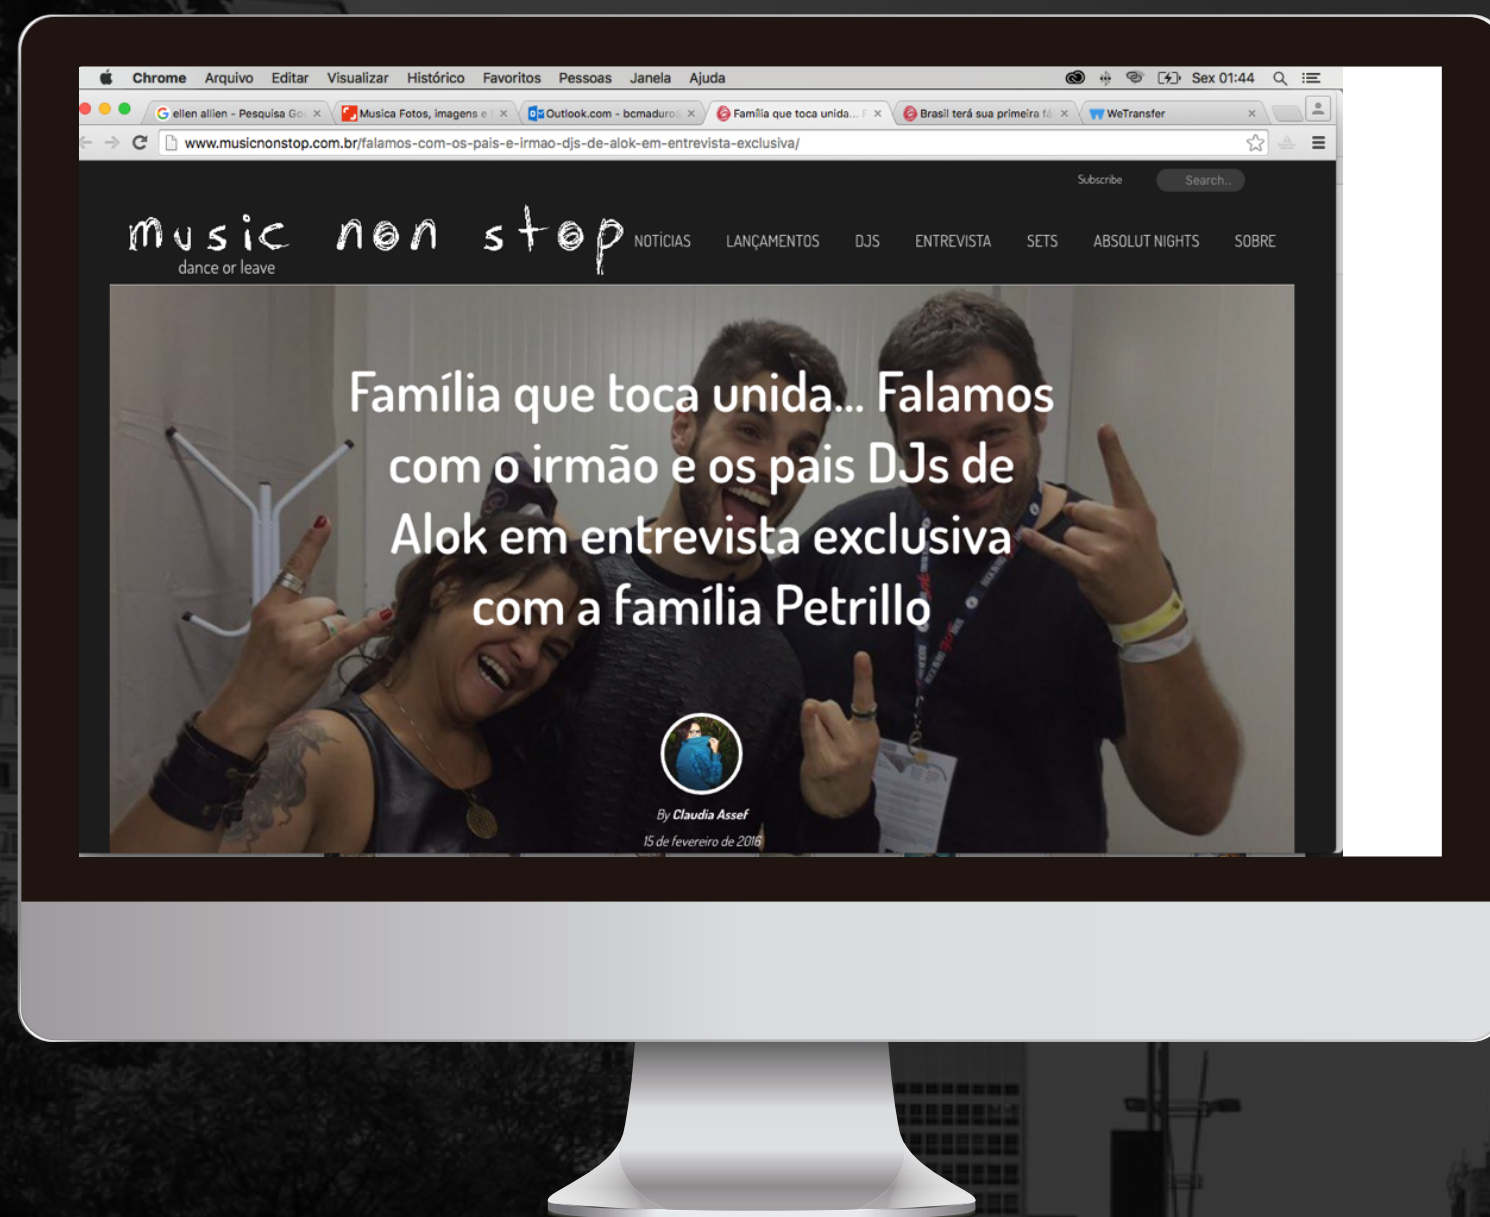 Chrome Arquivo Editar Visualizar Histórico Favoritos Pessoas Janela Ajuda Sex 01:44
ellen allien - Pesquisa Go
Musica Fotos, imagens e
Outlook.com - bcmaduro
Família que toca unida...
Brasil terá sua primeira fá
WeTransfer
www.musicnonstop.com.br/falamos-com-os-pais-e-irmao-djs-de-alok-em-entrevista-exclusiva/
Subscribe Search..
music non stop
dance or leave
NOTÍCIAS LANÇAMENTOS DJS ENTREVISTA SETS ABSOLUT NIGHTS SOBRE
Família que toca unida... Falamos
com o irmão e os pais DJs de
Alok em entrevista exclusiva
com a família Petrillo
By Claudia Assef
15 de fevereiro de 2016